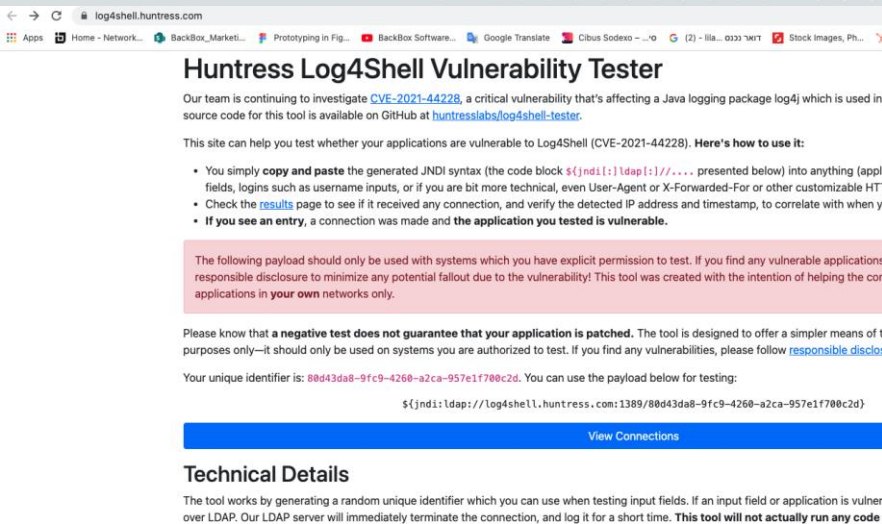 log4shell.huntress.com
Apps Home - Network... BackBox_Marketi... Prototyping in Fig... BackBox Software... Google Translate Cibus Sodexo – ...ס (2) - lila... דואר נכנס Stock Images, Ph...
Huntress Log4Shell Vulnerability Tester
Our team is continuing to investigate CVE-2021-44228, a critical vulnerability that's affecting a Java logging package log4j which is used in
source code for this tool is available on GitHub at huntresslabs/log4shell-tester.
This site can help you test whether your applications are vulnerable to Log4Shell (CVE-2021-44228). Here's how to use it:
• You simply copy and paste the generated JNDI syntax (the code block ${jndi[:]ldap[:]//.... presented below) into anything (appl
fields, logins such as username inputs, or if you are bit more technical, even User-Agent or X-Forwarded-For or other customizable HT
• Check the results page to see if it received any connection, and verify the detected IP address and timestamp, to correlate with when y
• If you see an entry, a connection was made and the application you tested is vulnerable.
The following payload should only be used with systems which you have explicit permission to test. If you find any vulnerable applications
responsible disclosure to minimize any potential fallout due to the vulnerability! This tool was created with the intention of helping the co
applications in your own networks only.
Please know that a negative test does not guarantee that your application is patched. The tool is designed to offer a simpler means of t
purposes only—it should only be used on systems you are authorized to test. If you find any vulnerabilities, please follow responsible disclos
Your unique identifier is: 80d43da8-9fc9-4260-a2ca-957e1f700c2d. You can use the payload below for testing:
${jndi:ldap://log4shell.huntress.com:1389/80d43da8-9fc9-4260-a2ca-957e1f700c2d}
View Connections
Technical Details
The tool works by generating a random unique identifier which you can use when testing input fields. If an input field or application is vulner
over LDAP. Our LDAP server will immediately terminate the connection, and log it for a short time. This tool will not actually run any code